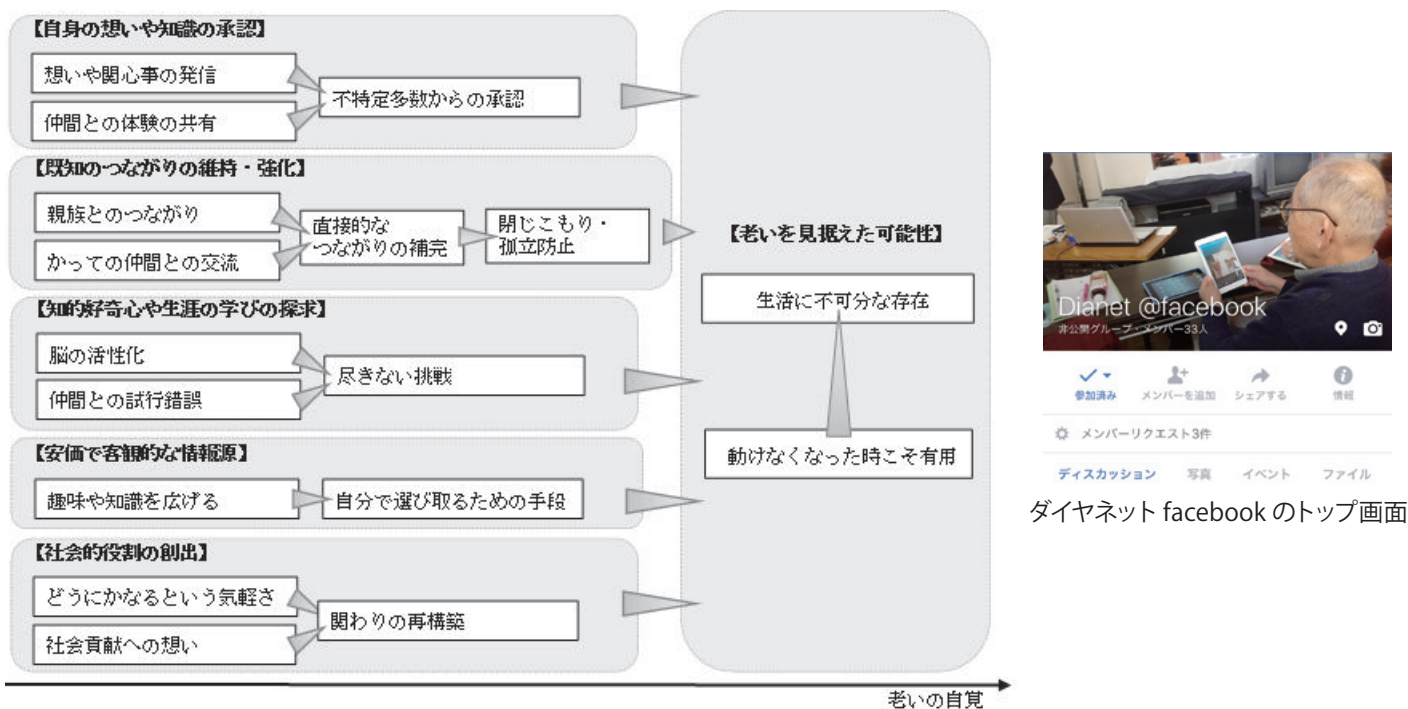 【自身の想いや知識の承認】
想いや関心事の発信
仲間との体験の共有
不特定多数からの承認
【既知のつながりの維持・強化】
親族とのつながり
かっての仲間との交流
直接的な
つながりの補完
閉じこもり・
孤立防止
【知的好奇心や生涯の学びの探求】
脳の活性化
仲間との試行錯誤
尽きない挑戦
【安価で客観的な情報源】
趣味や知識を広げる
自分で選び取るための手段
【社会的役割の創出】
どうにかなるという気軽さ
社会貢献への想い
関わりの再構築
【老いを見据えた可能性】
生活に不可分な存在
動けなくなった時こそ有用
老いの自覚
Dianet @facebook
非公開グループ・メンバー33人
参加済み
メンバーを追加
シェアする
情報
メンバーリクエスト3件
ディスカッション
写真
イベント
ファイル
ダイヤネット facebook のトップ画面